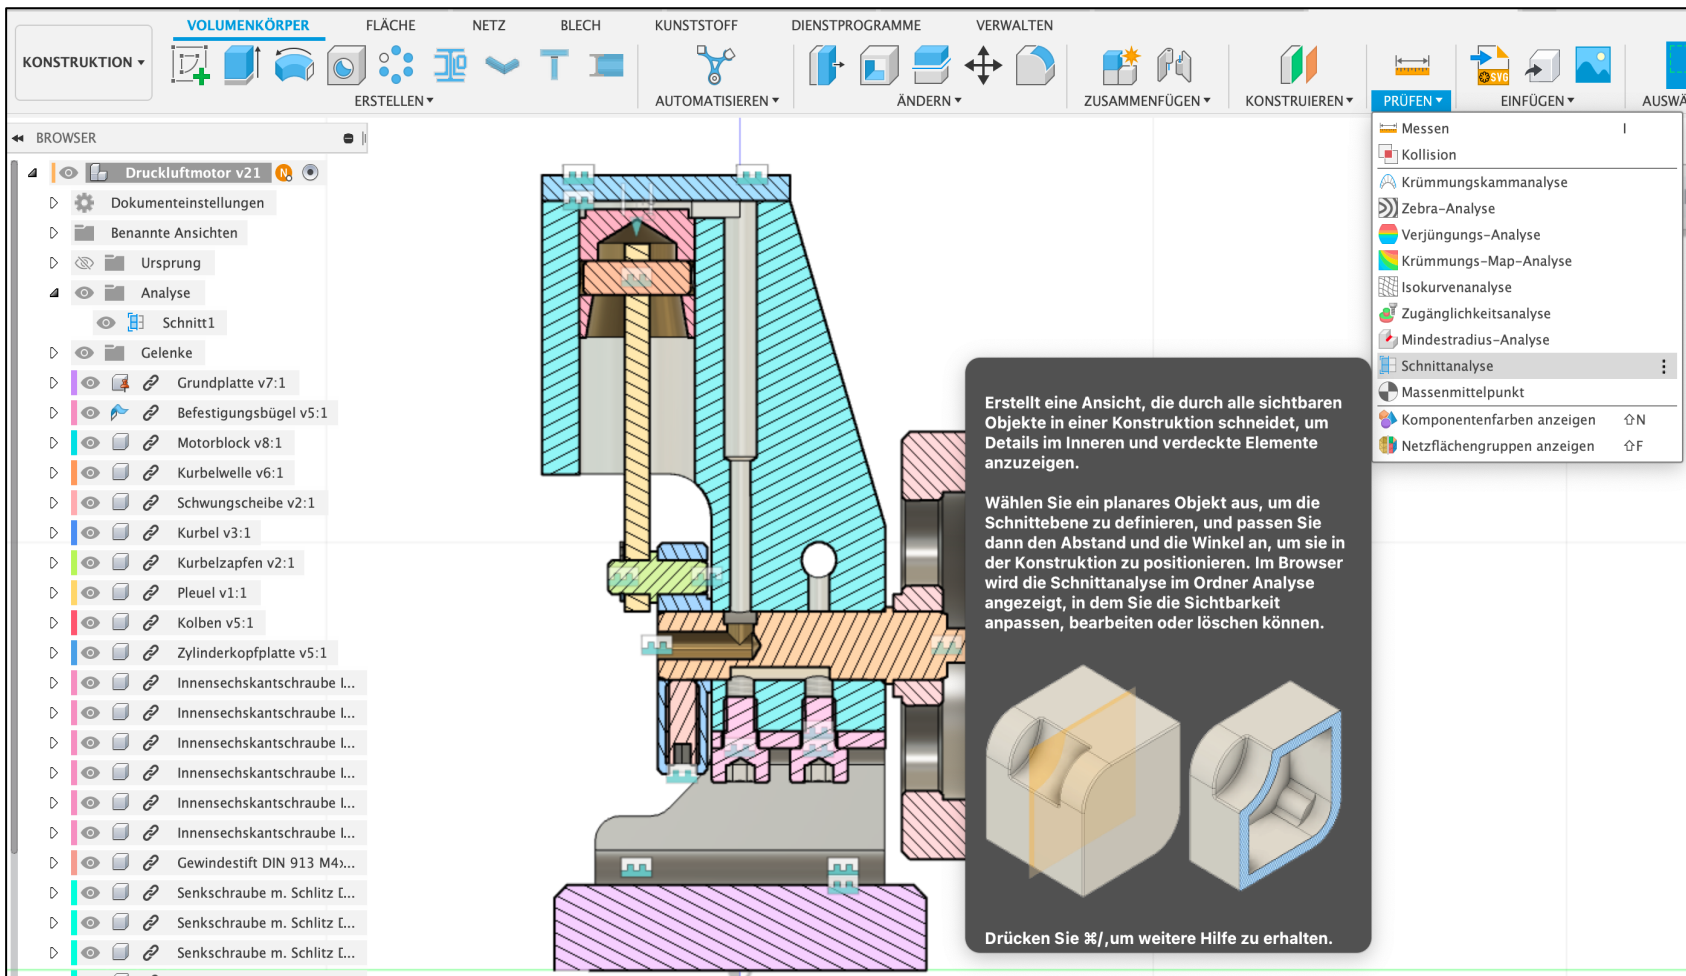 VOLUMENKÖRPER FLÄCHE NETZ BLECH KUNSTSTOFF DIENSTPROGRAMME VERWALTEN
KONSTRUKTION
ERSTELLEN AUTOMATISIEREN ÄNDERN ZUSAMMENFÜGEN KONSTRUIEREN PRÜFEN EINFÜGEN AUSWÄ
SVG
BROWSER
Druckluftmotor v21 N
Dokumenteinstellungen
Benannte Ansichten
Ursprung
Analyse
Schnitt1
Gelenke
Grundplatte v7:1
Befestigungsbügel v5:1
Motorblock v8:1
Kurbelwelle v6:1
Schwungscheibe v2:1
Kurbel v3:1
Kurbelzapfen v2:1
Pleuel v1:1
Kolben v5:1
Zylinderkopfplatte v5:1
Innensechskantschraube I...
Innensechskantschraube I...
Innensechskantschraube I...
Innensechskantschraube I...
Innensechskantschraube I...
Innensechskantschraube I...
Gewindestift DIN 913 M4x...
Senkschraube m. Schlitz D...
Senkschraube m. Schlitz D...
Senkschraube m. Schlitz D...
Messen I
Kollision
Krümmungskammanalyse
Zebra-Analyse
Verjüngungs-Analyse
Krümmungs-Map-Analyse
Isokurvenanalyse
Zugänglichkeitsanalyse
Mindestradius-Analyse
Schnittanalyse
Massenmittelpunkt
Komponentenfarben anzeigen ⇧N
Netzflächengruppen anzeigen ⇧F
Erstellt eine Ansicht, die durch alle sichtbaren
Objekte in einer Konstruktion schneidet, um
Details im Inneren und verdeckte Elemente
anzuzeigen.
Wählen Sie ein planares Objekt aus, um die
Schnittebene zu definieren, und passen Sie
dann den Abstand und die Winkel an, um sie in
der Konstruktion zu positionieren. Im Browser
wird die Schnittanalyse im Ordner Analyse
angezeigt, in dem Sie die Sichtbarkeit
anpassen, bearbeiten oder löschen können.
Drücken Sie ⌘/,um weitere Hilfe zu erhalten.